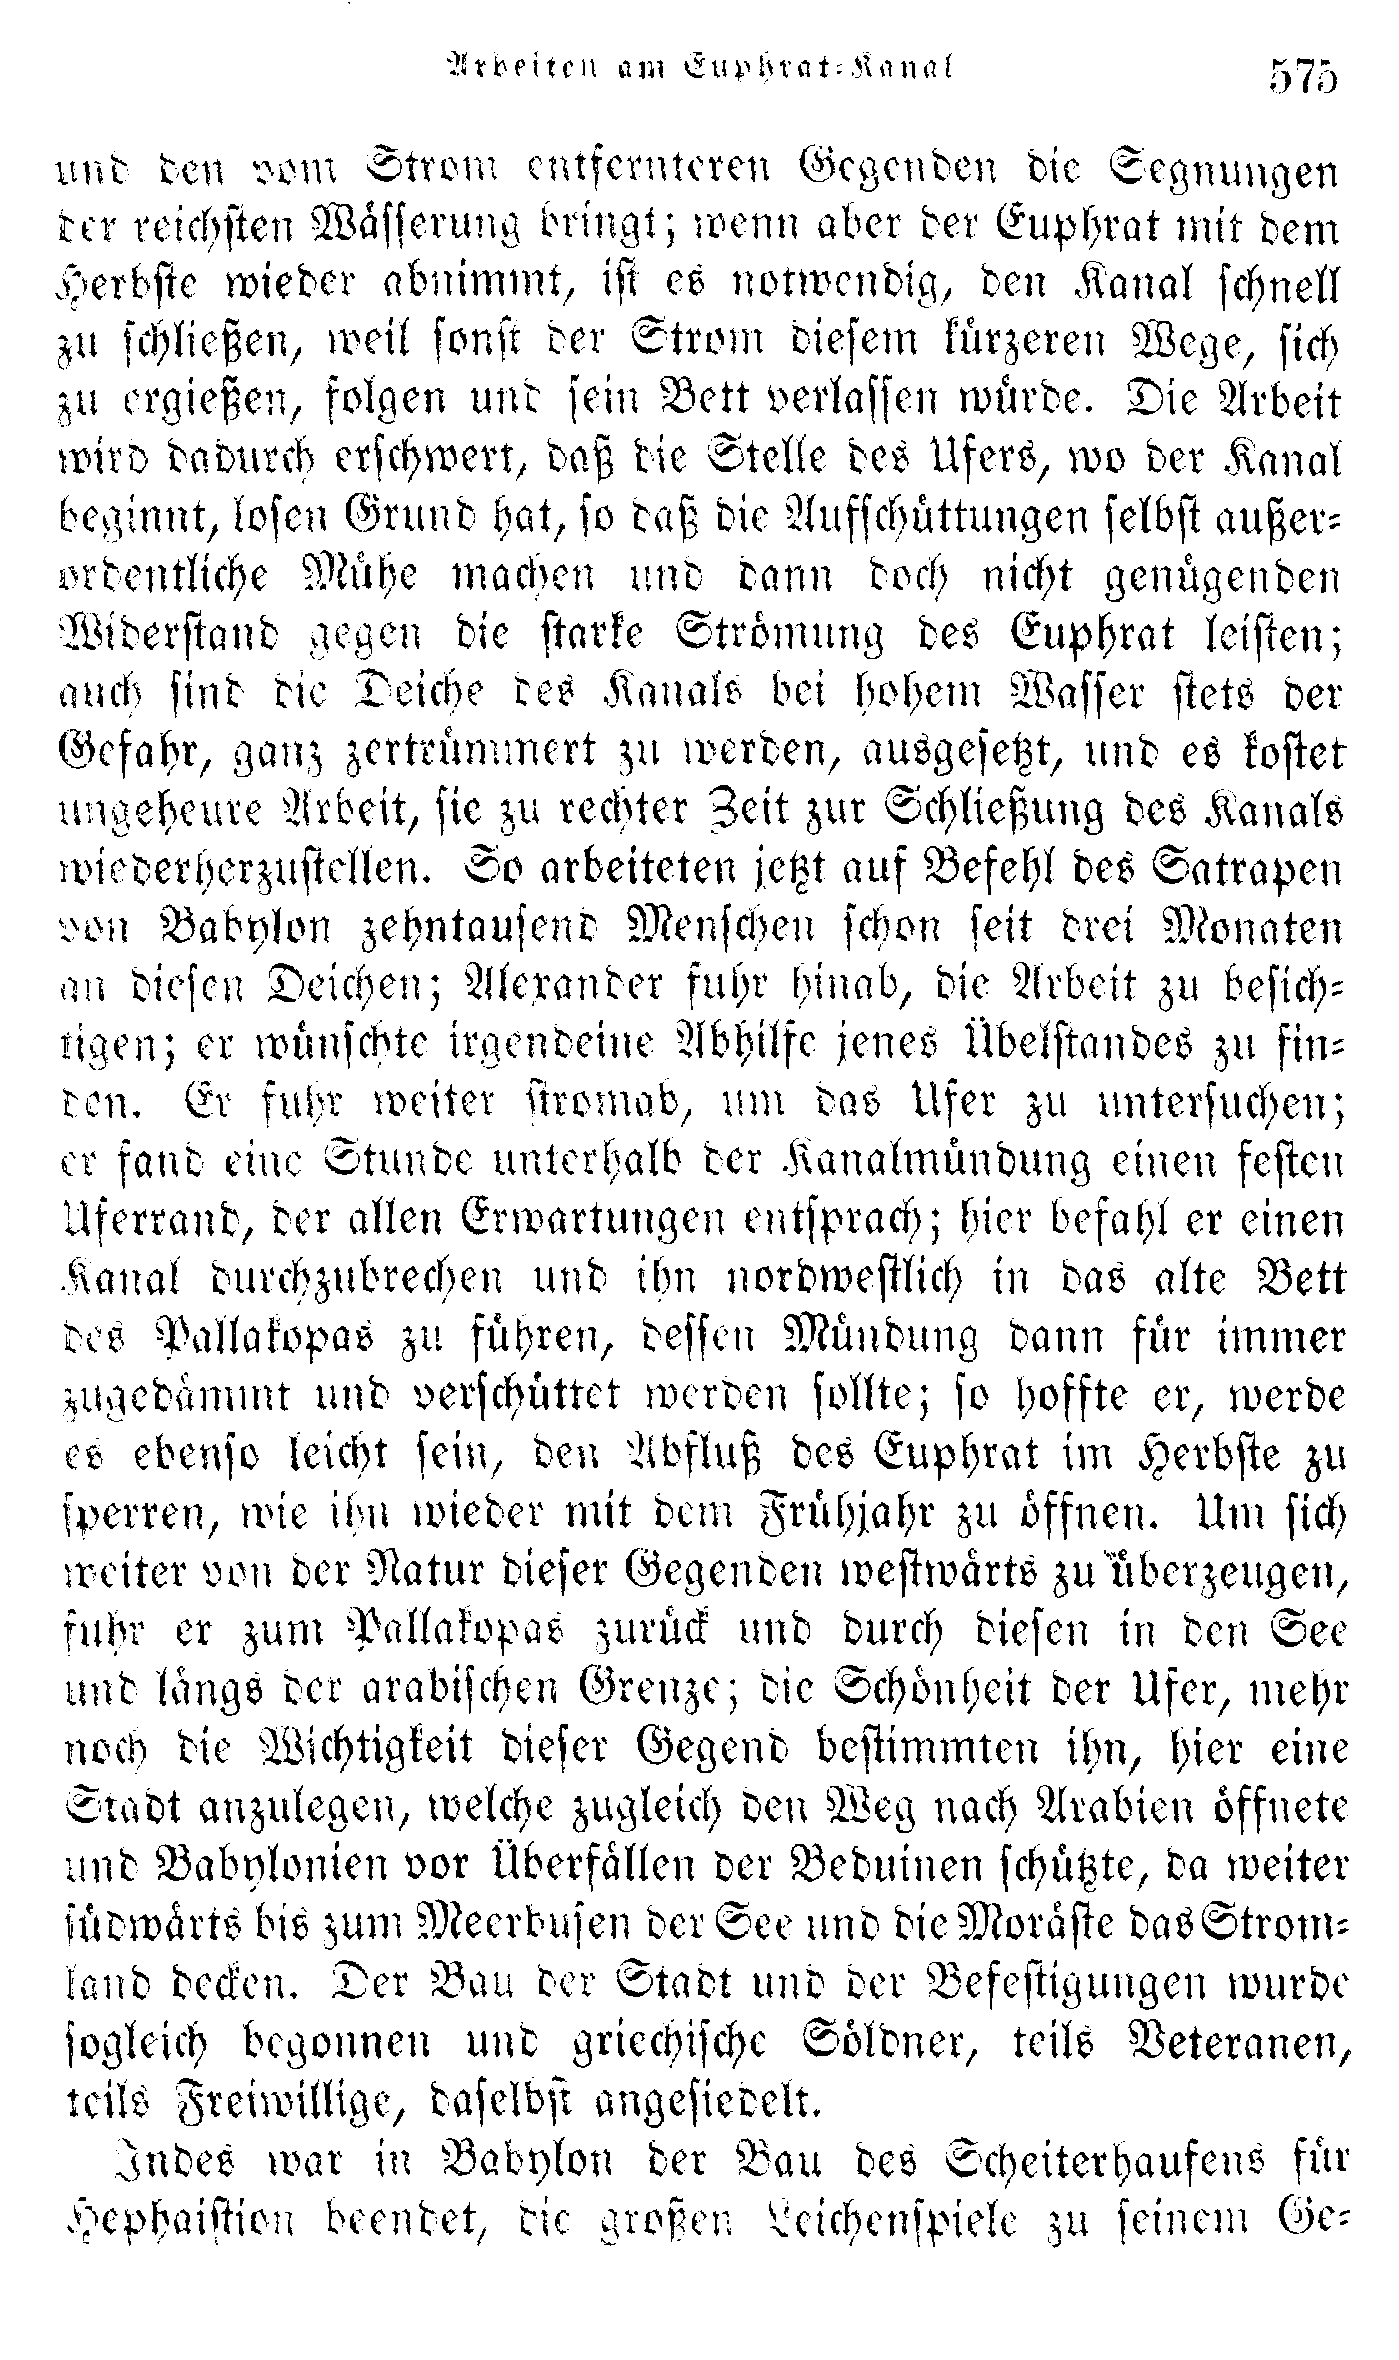 Arbeiten am Euphrat-Kanal 575
und den vom Strom entfernteren Gegenden die Segnungen
der reichsten Wässerung bringt; wenn aber der Euphrat mit dem
Herbste wieder abnimmt, ist es notwendig, den Kanal schnell
zu schließen, weil sonst der Strom diesem kürzeren Wege, sich
zu ergießen, folgen und sein Bett verlassen würde. Die Arbeit
wird dadurch erschwert, daß die Stelle des Ufers, wo der Kanal
beginnt, losen Grund hat, so daß die Aufschüttungen selbst außer-
ordentliche Mühe machen und dann doch nicht genügenden
Widerstand gegen die starke Strömung des Euphrat leisten;
auch sind die Deiche des Kanals bei hohem Wasser stets der
Gefahr, ganz zertrümmert zu werden, ausgesetzt, und es kostet
ungeheure Arbeit, sie zu rechter Zeit zur Schließung des Kanals
wiederherzustellen. So arbeiteten jetzt auf Befehl des Satrapen
von Babylon zehntausend Menschen schon seit drei Monaten
an diesen Deichen; Alexander fuhr hinab, die Arbeit zu besich-
tigen; er wünschte irgendeine Abhilfe jenes Übelstandes zu fin-
den. Er fuhr weiter stromab, um das Ufer zu untersuchen;
er fand eine Stunde unterhalb der Kanalmündung einen festen
Uferrand, der allen Erwartungen entsprach; hier befahl er einen
Kanal durchzubrechen und ihn nordwestlich in das alte Bett
des Pallakopas zu führen, dessen Mündung dann für immer
zugedämmt und verschüttet werden sollte; so hoffte er, werde
es ebenso leicht sein, den Abfluß des Euphrat im Herbste zu
sperren, wie ihn wieder mit dem Frühjahr zu öffnen. Um sich
weiter von der Natur dieser Gegenden westwärts zu überzeugen,
fuhr er zum Pallakopas zurück und durch diesen in den See
und längs der arabischen Grenze; die Schönheit der Ufer, mehr
noch die Wichtigkeit dieser Gegend bestimmten ihn, hier eine
Stadt anzulegen, welche zugleich den Weg nach Arabien öffnete
und Babylonien vor Überfällen der Beduinen schützte, da weiter
südwärts bis zum Meerbusen der See und die Moräste das Strom-
land decken. Der Bau der Stadt und der Befestigungen wurde
sogleich begonnen und griechische Söldner, teils Veteranen,
teils Freiwillige, daselbst angesiedelt.
Indes war in Babylon der Bau des Scheiterhaufens für
Hephaistion beendet, die großen Leichenspiele zu seinem Ge-